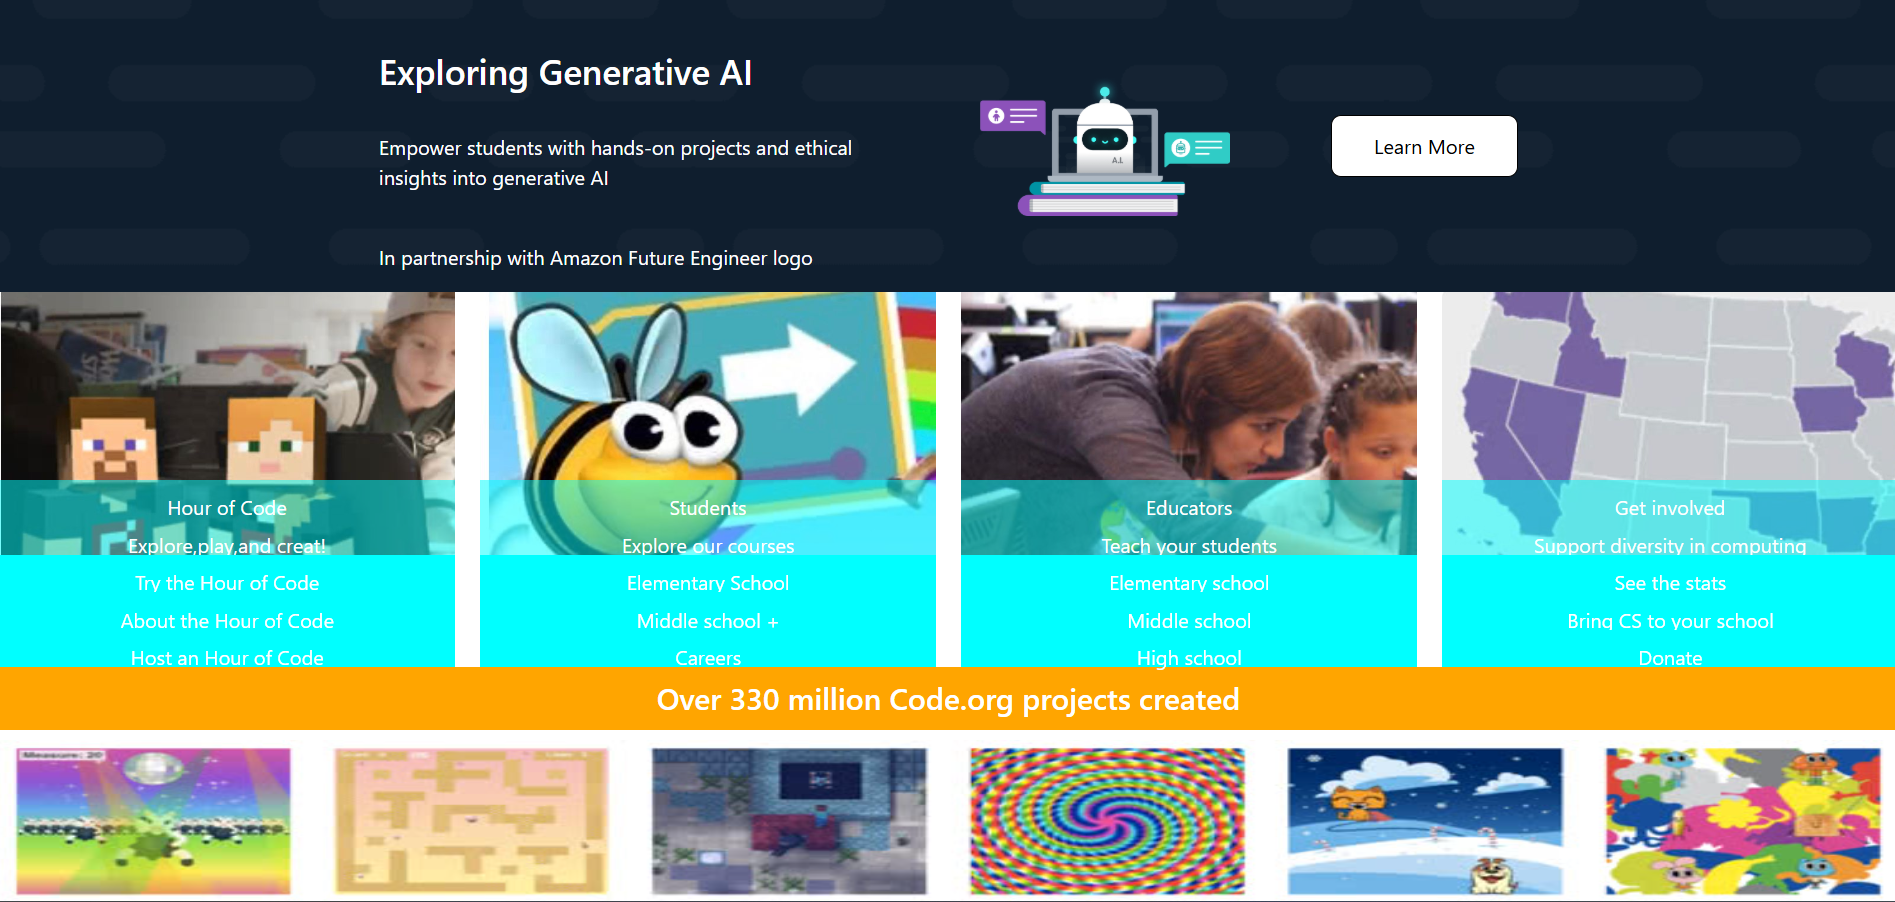 Exploring Generative AI
Empower students with hands-on projects and ethical
insights into generative AI
A.I.
Learn More
In partnership with Amazon Future Engineer logo
Hour of Code
Explore,play,and creat!
Try the Hour of Code
About the Hour of Code
Host an Hour of Code
Students
Explore our courses
Elementary School
Middle school +
Careers
Educators
Teach your students
Elementary school
Middle school
High school
Get involved
Support diversity in computing
See the stats
Bring CS to your school
Donate
Over 330 million Code.org projects created
Measure: 20